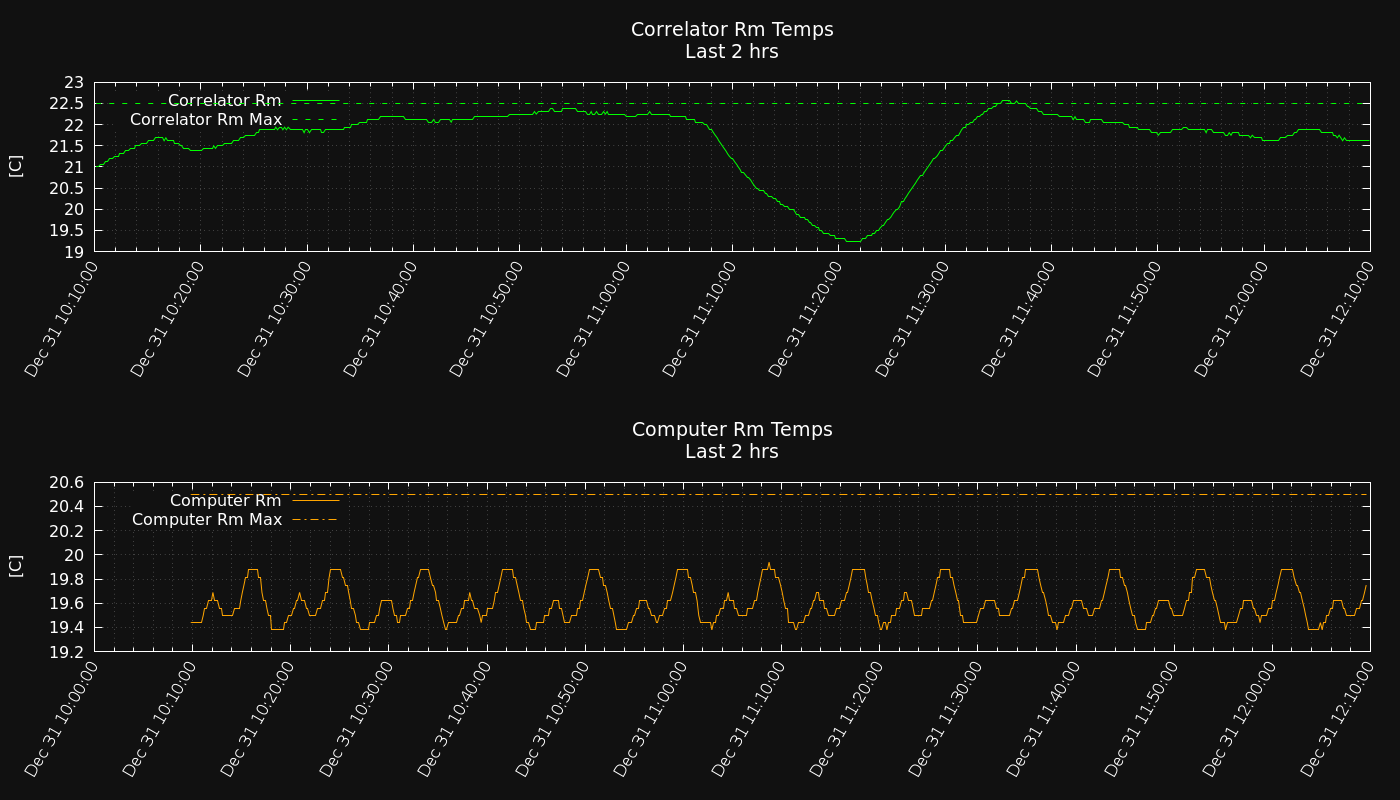 Correlator Rm Temps
Last 2 hrs
23
22.5
22
21.5
21
20.5
20
19.5
19
[C]
Correlator Rm
Correlator Rm Max
Dec 31 10:10:00
Dec 31 10:20:00
Dec 31 10:30:00
Dec 31 10:40:00
Dec 31 10:50:00
Dec 31 11:00:00
Dec 31 11:10:00
Dec 31 11:20:00
Dec 31 11:30:00
Dec 31 11:40:00
Dec 31 11:50:00
Dec 31 12:00:00
Dec 31 12:10:00
Computer Rm Temps
Last 2 hrs
20.6
20.4
20.2
20
19.8
19.6
19.4
19.2
[C]
Computer Rm
Computer Rm Max
Dec 31 10:00:00
Dec 31 10:10:00
Dec 31 10:20:00
Dec 31 10:30:00
Dec 31 10:40:00
Dec 31 10:50:00
Dec 31 11:00:00
Dec 31 11:10:00
Dec 31 11:20:00
Dec 31 11:30:00
Dec 31 11:40:00
Dec 31 11:50:00
Dec 31 12:00:00
Dec 31 12:10:00